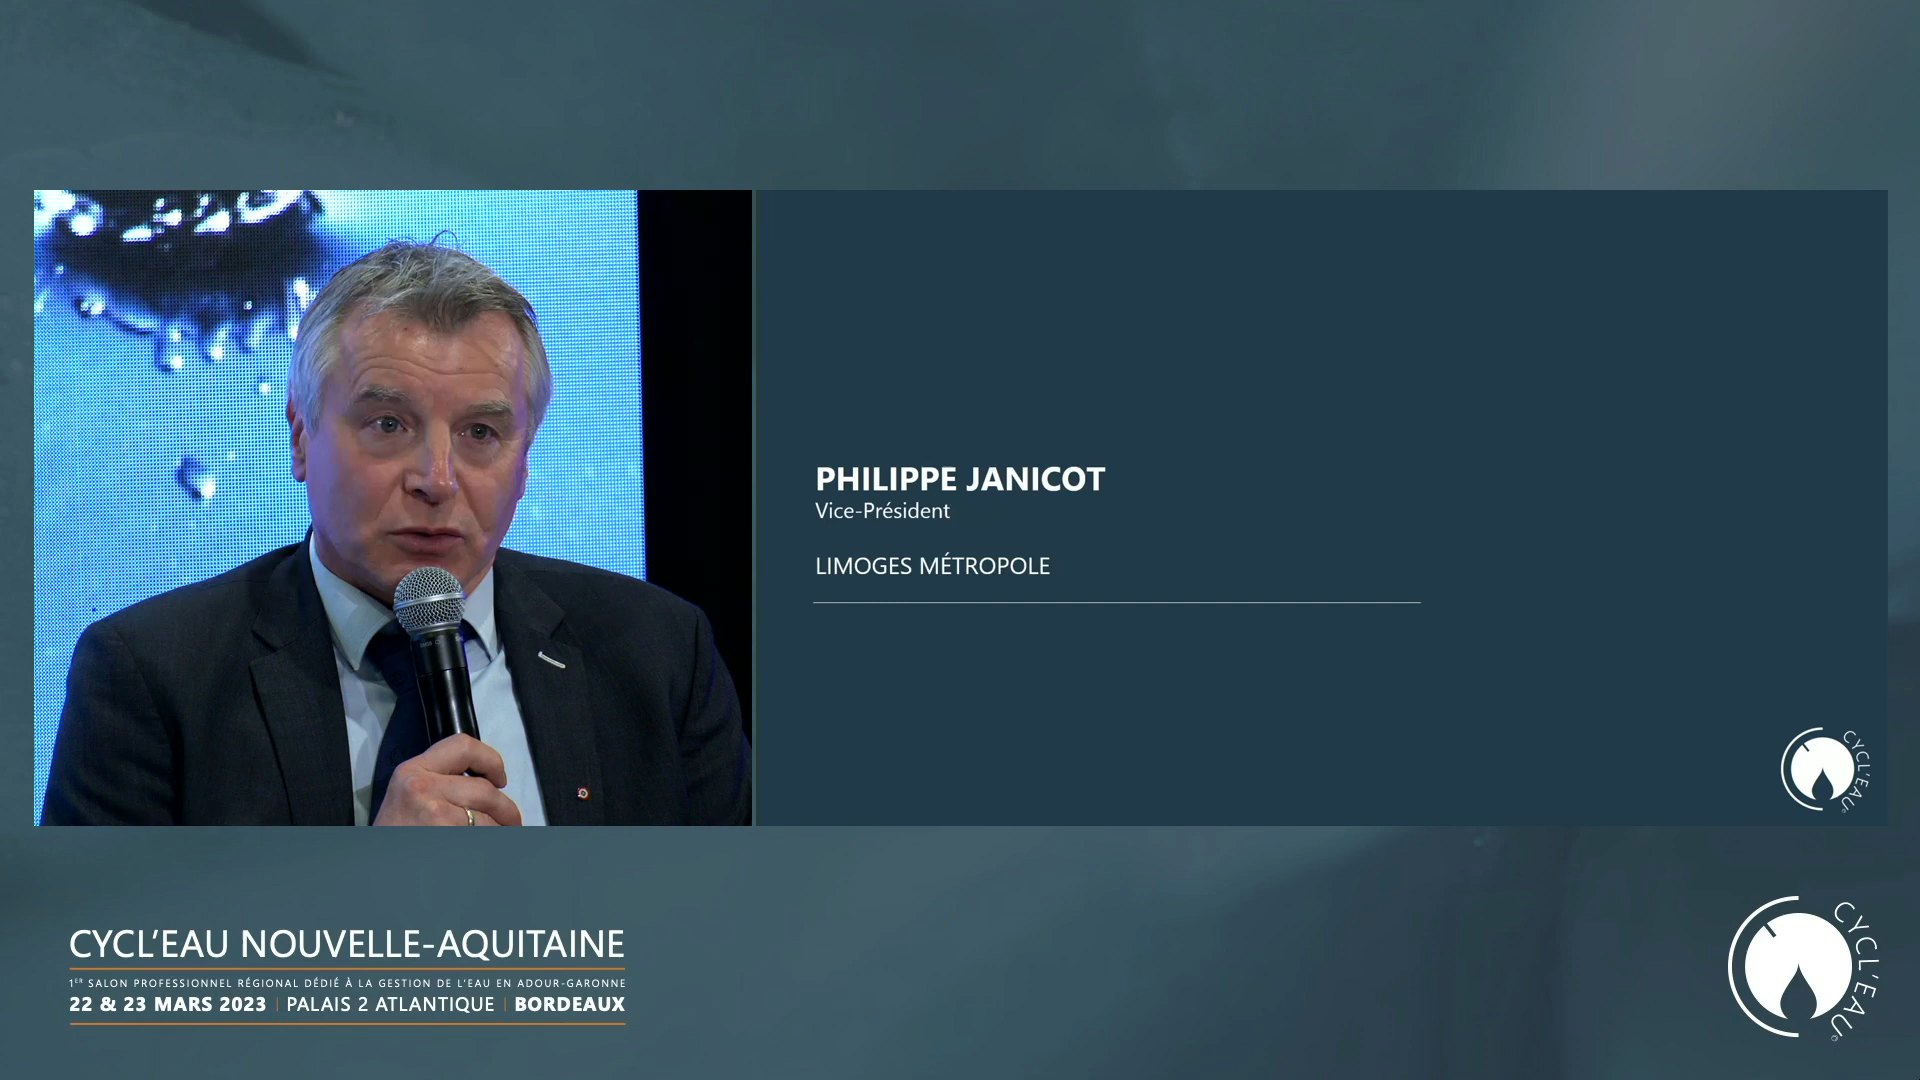 PHILIPPE JANICOT
Vice-Président
LIMOGES MÉTROPOLE
CYCL'EAU
CYCL'EAU NOUVELLE-AQUITAINE
1ER SALON PROFESSIONNEL RÉGIONAL DÉDIÉ À LA GESTION DE L'EAU EN ADOUR-GARONNE
22 & 23 MARS 2023 | PALAIS 2 ATLANTIQUE | BORDEAUX
CYCL'EAU